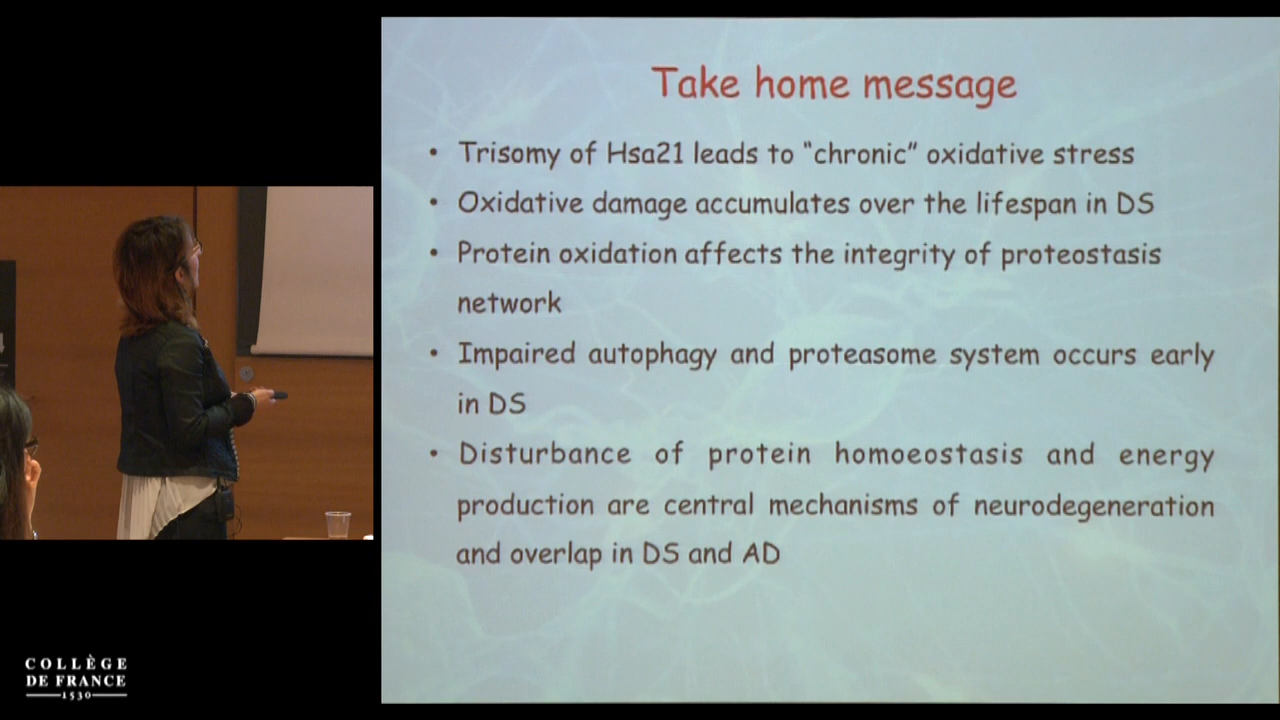 Take home message
• Trisomy of Hsa21 leads to “chronic” oxidative stress
• Oxidative damage accumulates over the lifespan in DS
• Protein oxidation affects the integrity of proteostasis
network
• Impaired autophagy and proteasome system occurs early
in DS
• Disturbance of protein homoeostasis and energy
production are central mechanisms of neurodegeneration
and overlap in DS and AD
COLLÈGE
DE FRANCE
1530